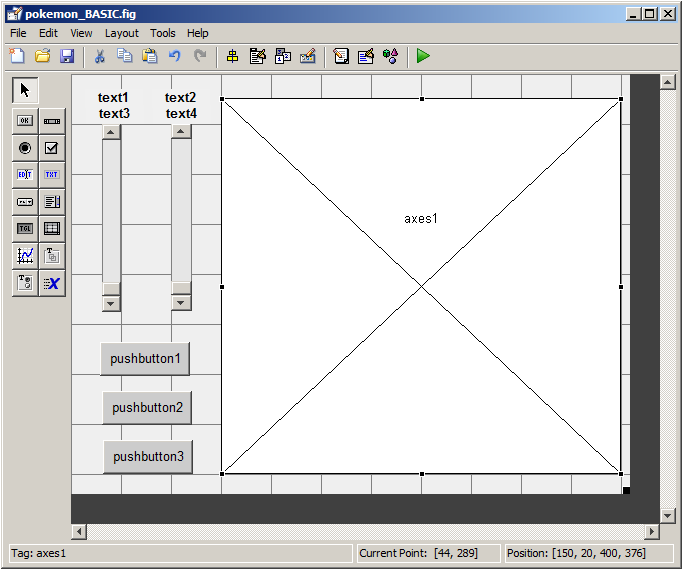 pokemon_BASIC.fig
File Edit View Layout Tools Help
text1 text2
text3 text4
OK
EDIT TXT
TGL
axes1
pushbutton1
pushbutton2
pushbutton3
Tag: axes1 Current Point: [44, 289] Position: [150, 20, 400, 376]